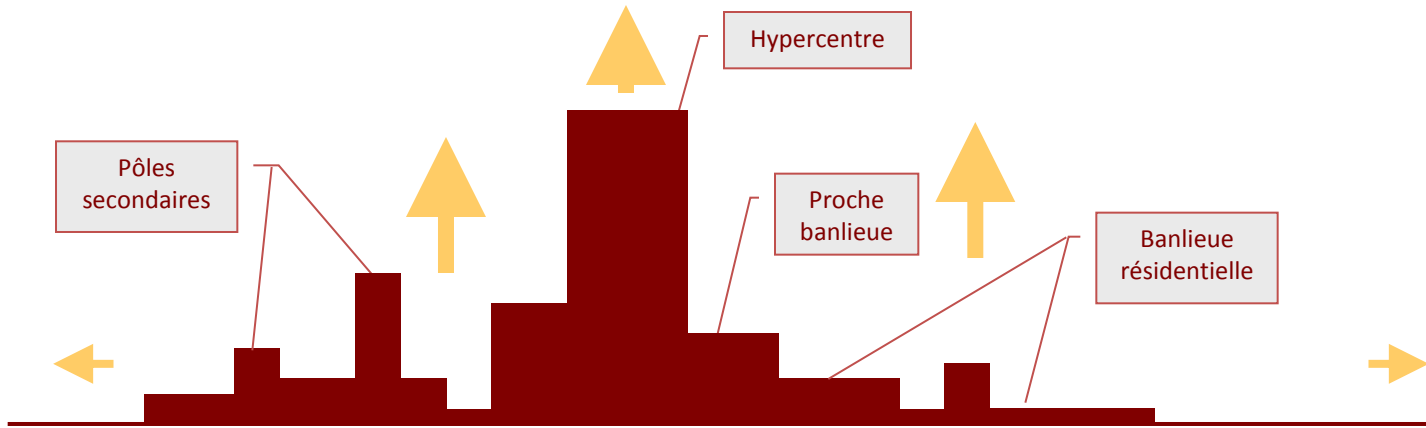 Hypercentre
Pôles
secondaires
Proche
banlieue
Banlieue
résidentielle